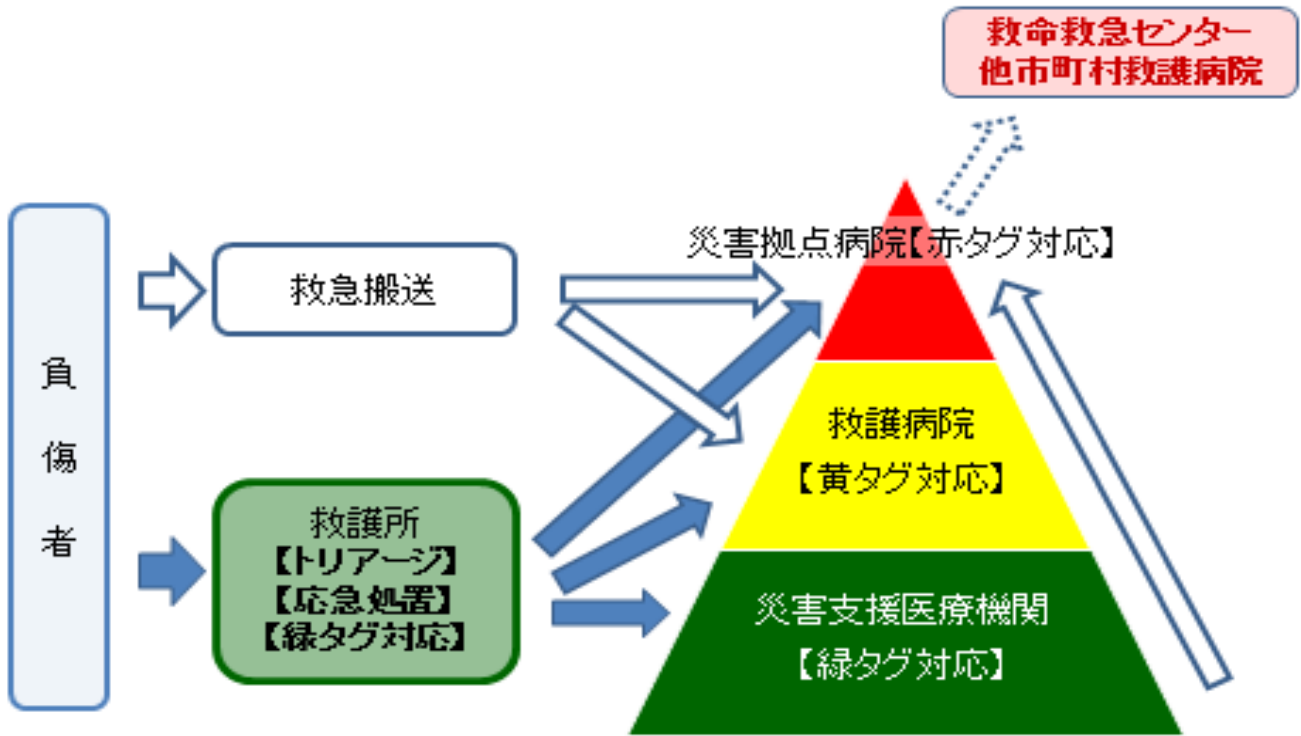 救命救急センター
他市町村救護病院
災害拠点病院【赤タグ対応】
救急搬送
負傷者
救護病院
【黄タグ対応】
救護所
【トリアージ】
【応急処置】
【緑タグ対応】
災害支援医療機関
【緑タグ対応】